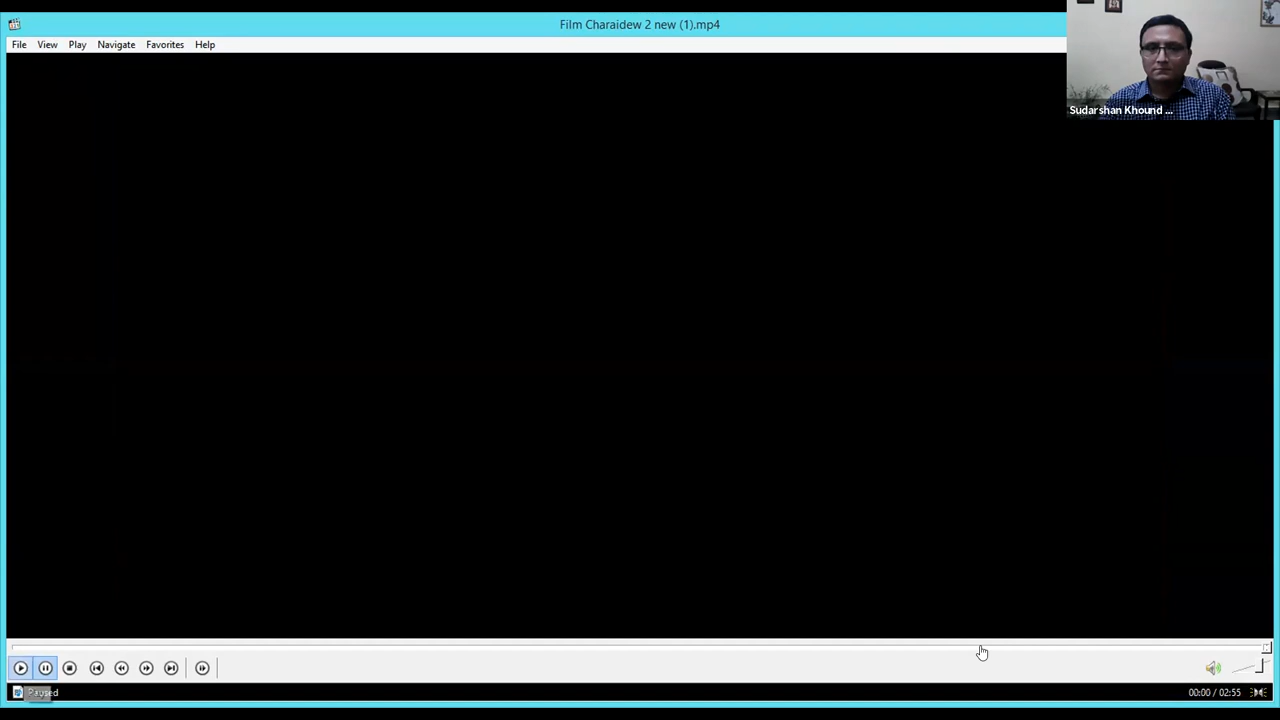 Film Charaidew 2 new (1).mp4
File View Play Navigate Favorites Help
Sudarshan Khound ...
Paused
00:00 / 02:55